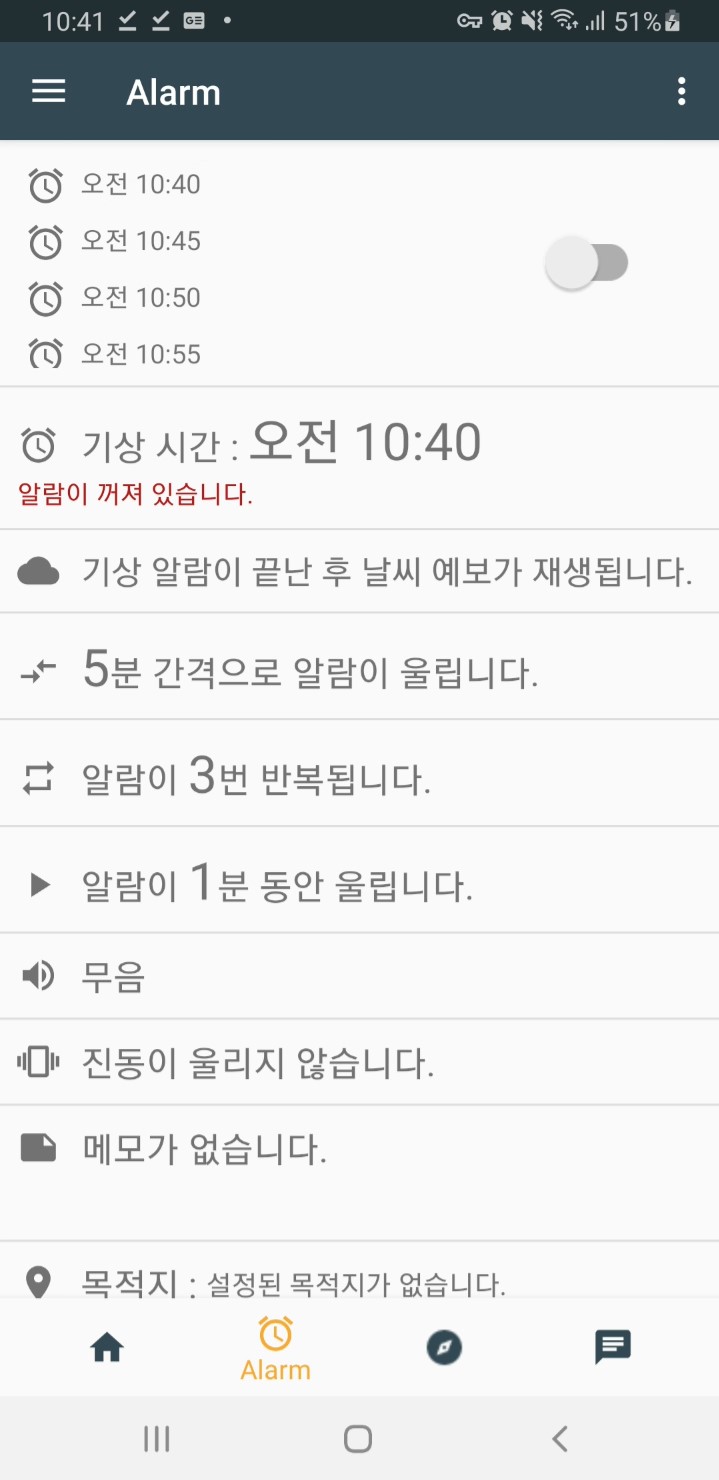 10:41 GE 51%
Alarm
오전 10:40
오전 10:45
오전 10:50
오전 10:55
기상 시간 : 오전 10:40
알람이 꺼져 있습니다.
기상 알람이 끝난 후 날씨 예보가 재생됩니다.
5분 간격으로 알람이 울립니다.
알람이 3번 반복됩니다.
알람이 1분 동안 울립니다.
무음
진동이 울리지 않습니다.
메모가 없습니다.
목적지 : 설정된 목적지가 없습니다.
Alarm